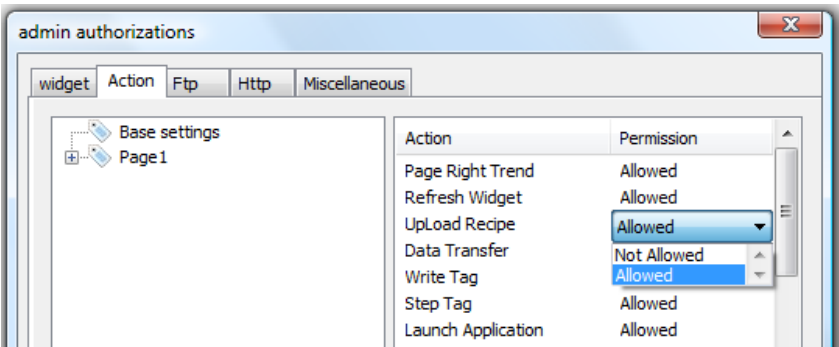 admin authorizations
widget Action Ftp Http Miscellaneous
Base settings
Page1
Action Permission
Page Right Trend Allowed
Refresh Widget Allowed
UpLoad Recipe Allowed
Data Transfer Not Allowed
Write Tag Allowed
Step Tag Allowed
Launch Application Allowed